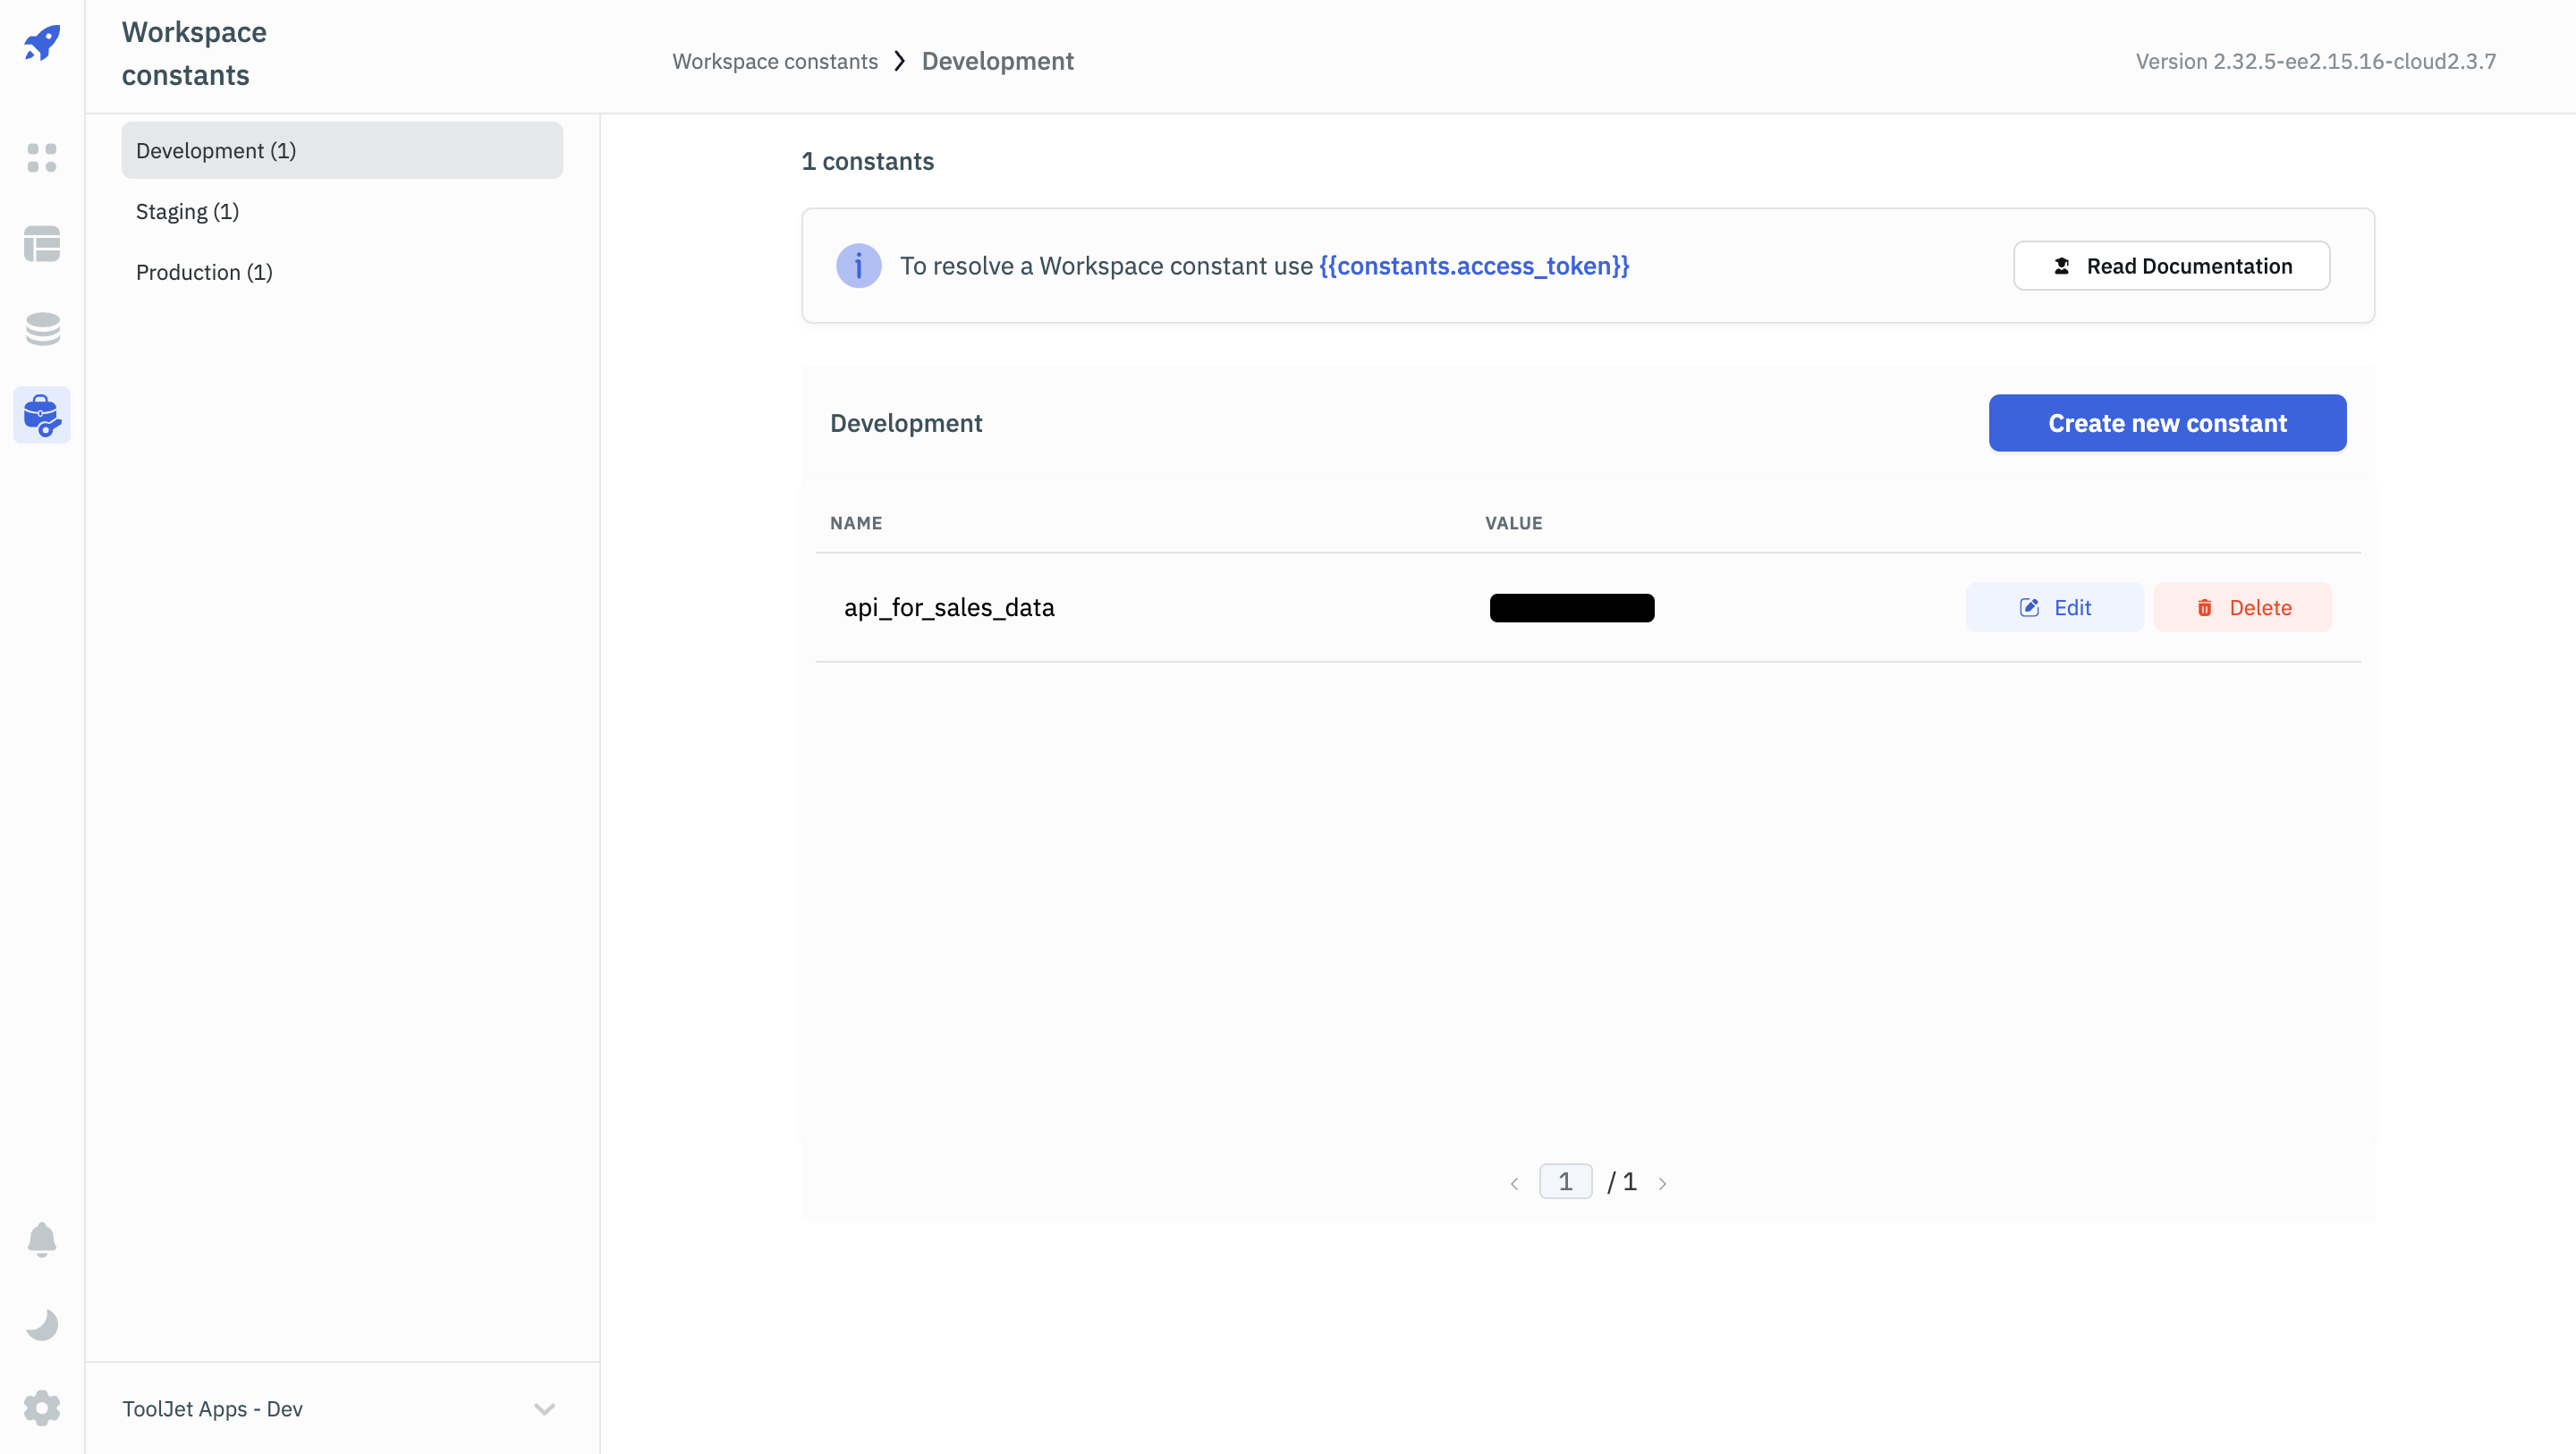 Workspace
constants
Workspace constants
Development
Version 2.32.5-ee2.15.16-cloud2.3.7
Development (1)
Staging (1)
Production (1)
1 constants
To resolve a Workspace constant use {{constants.access_token}}
Read Documentation
Development
Create new constant
NAME
VALUE
api_for_sales_data
Edit
Delete
1 / 1
ToolJet Apps - Dev